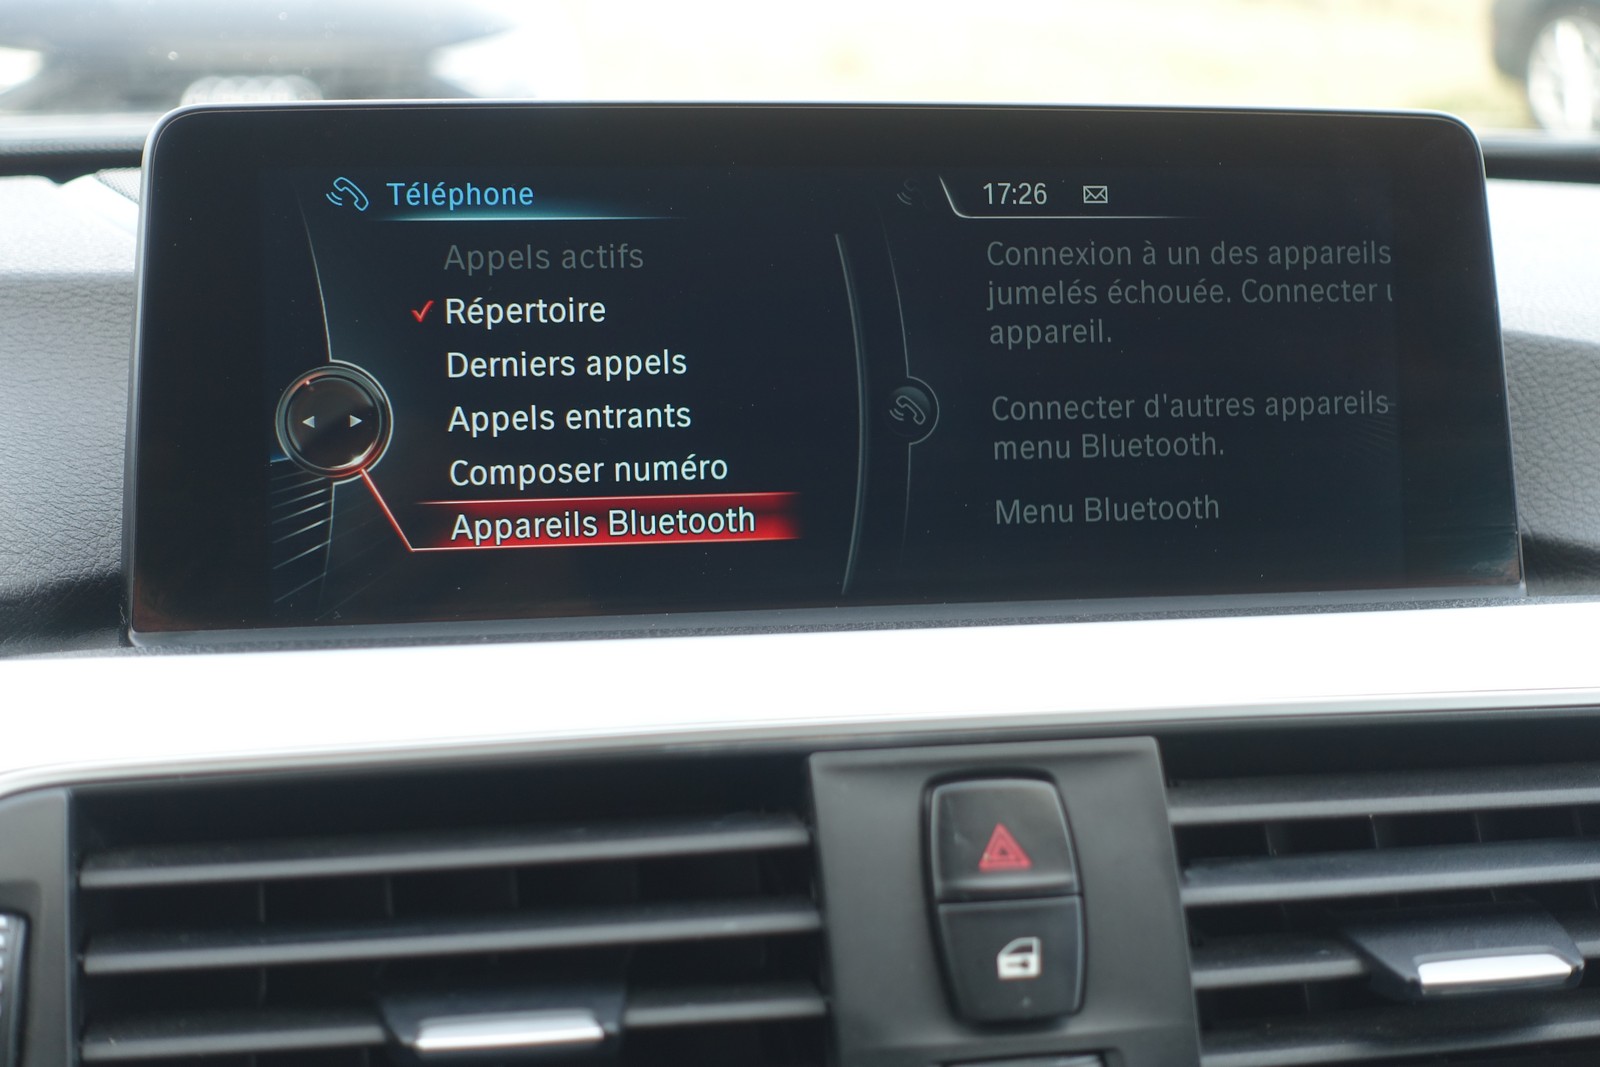 Téléphone
Appels actifs
Répertoire
Derniers appels
Appels entrants
Composer numéro
Appareils Bluetooth
17:26
Connexion à un des appareils
jumelés échouée. Connecter
appareil.
Connecter d'autres appareils-
menu Bluetooth.
Menu Bluetooth